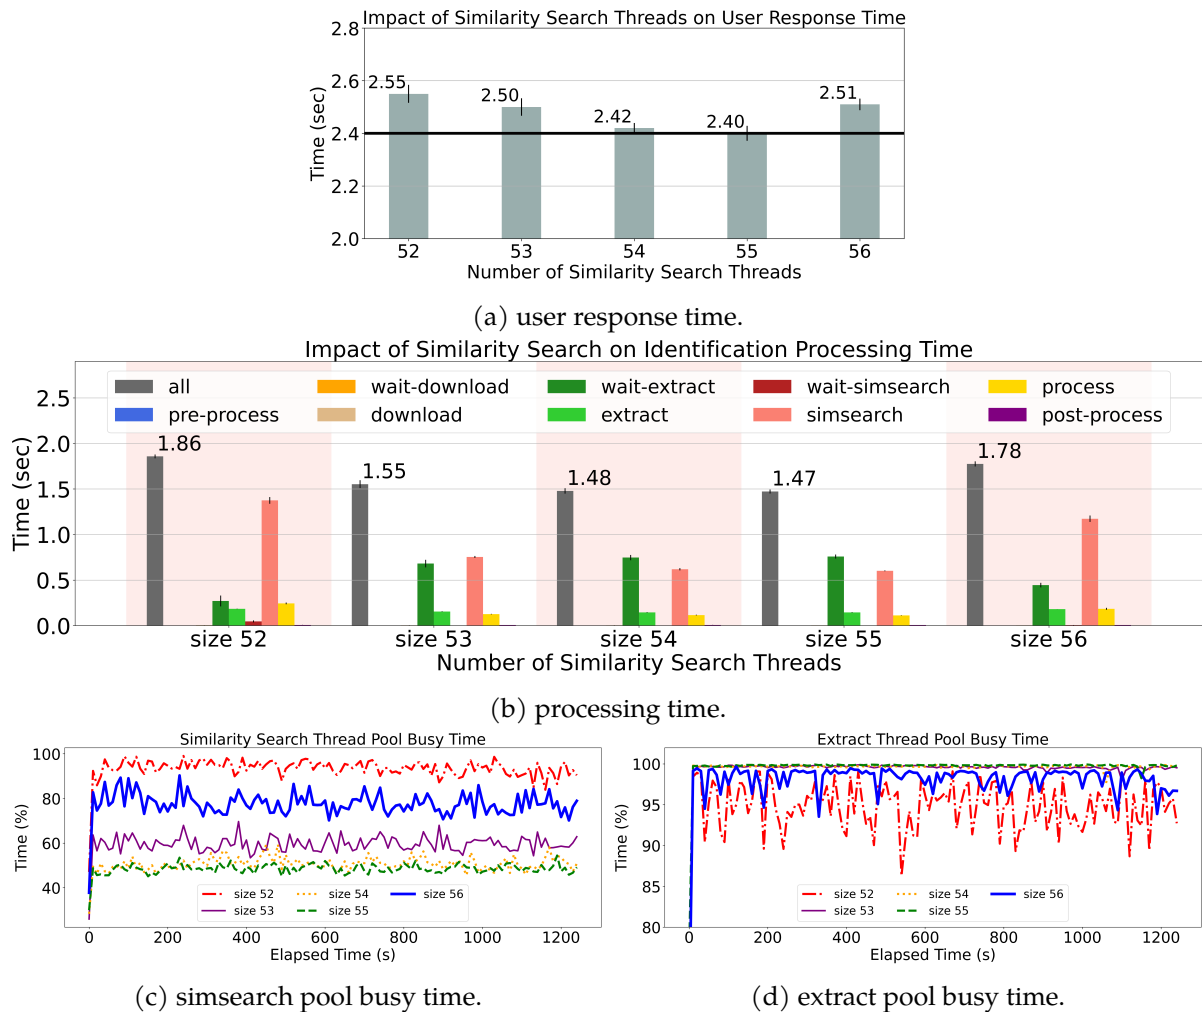 Impact of Similarity Search Threads on User Response Time
2.8
2.6
2.4
2.2
2.0
Time (sec)
2.55
2.50
2.42
2.40
2.51
52 53 54 55 56
Number of Similarity Search Threads
(a) user response time.
Impact of Similarity Search on Identification Processing Time
all wait-download wait-extract wait-simsearch process
pre-process download extract simsearch post-process
2.5
2.0
1.5
1.0
0.5
0.0
Time (sec)
1.86
1.55
1.48
1.47
1.78
size 52 size 53 size 54 size 55 size 56
Number of Similarity Search Threads
(b) processing time.
Similarity Search Thread Pool Busy Time
100
80
60
40
Time (%)
size 52 size 54 size 56
size 53 size 55
0 200 400 600 800 1000 1200
Elapsed Time (s)
(c) simsearch pool busy time.
Extract Thread Pool Busy Time
100
95
90
85
80
Time (%)
size 52 size 54 size 56
size 53 size 55
0 200 400 600 800 1000 1200
Elapsed Time (s)
(d) extract pool busy time.